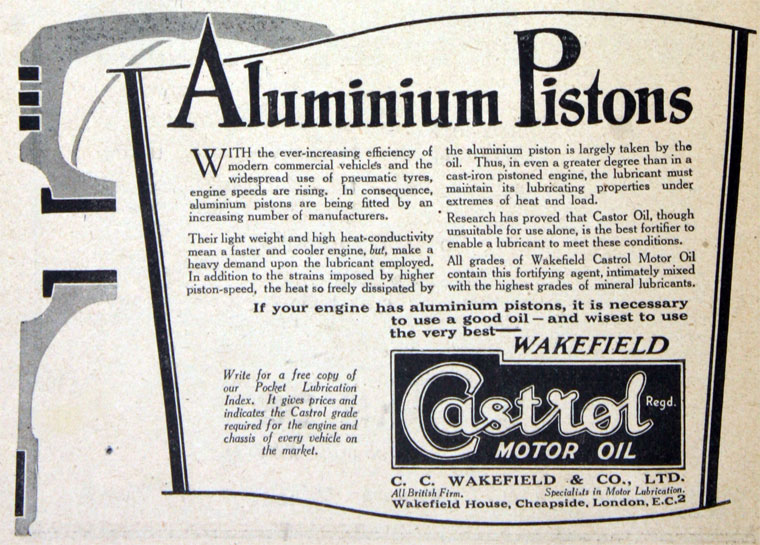 Aluminium Pistons
WITH the ever-increasing efficiency of
modern commercial vehicles and the
widespread use of pneumatic tyres,
engine speeds are rising. In consequence,
aluminium pistons are being fitted by an
increasing number of manufacturers.
Their light weight and high heat-conductivity
mean a faster and cooler engine, but, make a
heavy demand upon the lubricant employed.
In addition to the strains imposed by higher
piston-speed, the heat so freely dissipated by
the aluminium piston is largely taken by the
oil. Thus, in even a greater degree than in a
cast-iron pistoned engine, the lubricant must
maintain its lubricating properties under
extremes of heat and load.
Research has proved that Castor Oil, though
unsuitable for use alone, is the best fortifier to
enable a lubricant to meet these conditions.
All grades of Wakefield Castrol Motor Oil
contain this fortifying agent, intimately mixed
with the highest grades of mineral lubricants.
If your engine has aluminium pistons, it is necessary
to use a good oil — and wisest to use
the very best—
WAKEFIELD
Castrol Regd.
MOTOR OIL
Write for a free copy of
our Pocket Lubrication
Index. It gives prices and
indicates the Castrol grade
required for the engine and
chassis of every vehicle on
the market.
C. C. WAKEFIELD & CO., LTD.
All British Firm. Specialists in Motor Lubrication.
Wakefield House, Cheapside, London, E.C.2